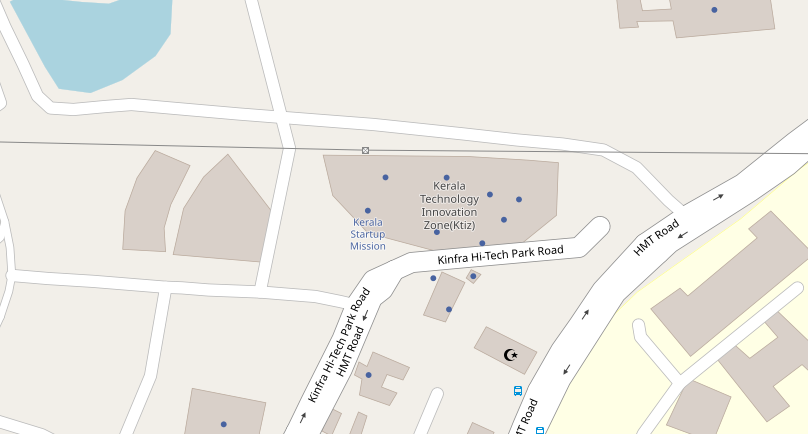 Kerala
Technology
Innovation
Zone(Ktiz)
Kerala
Startup
Mission
HMT Road
Kinfra Hi-Tech Park Road
Kinfra Hi-Tech Park Road
HMT Road
MT Road